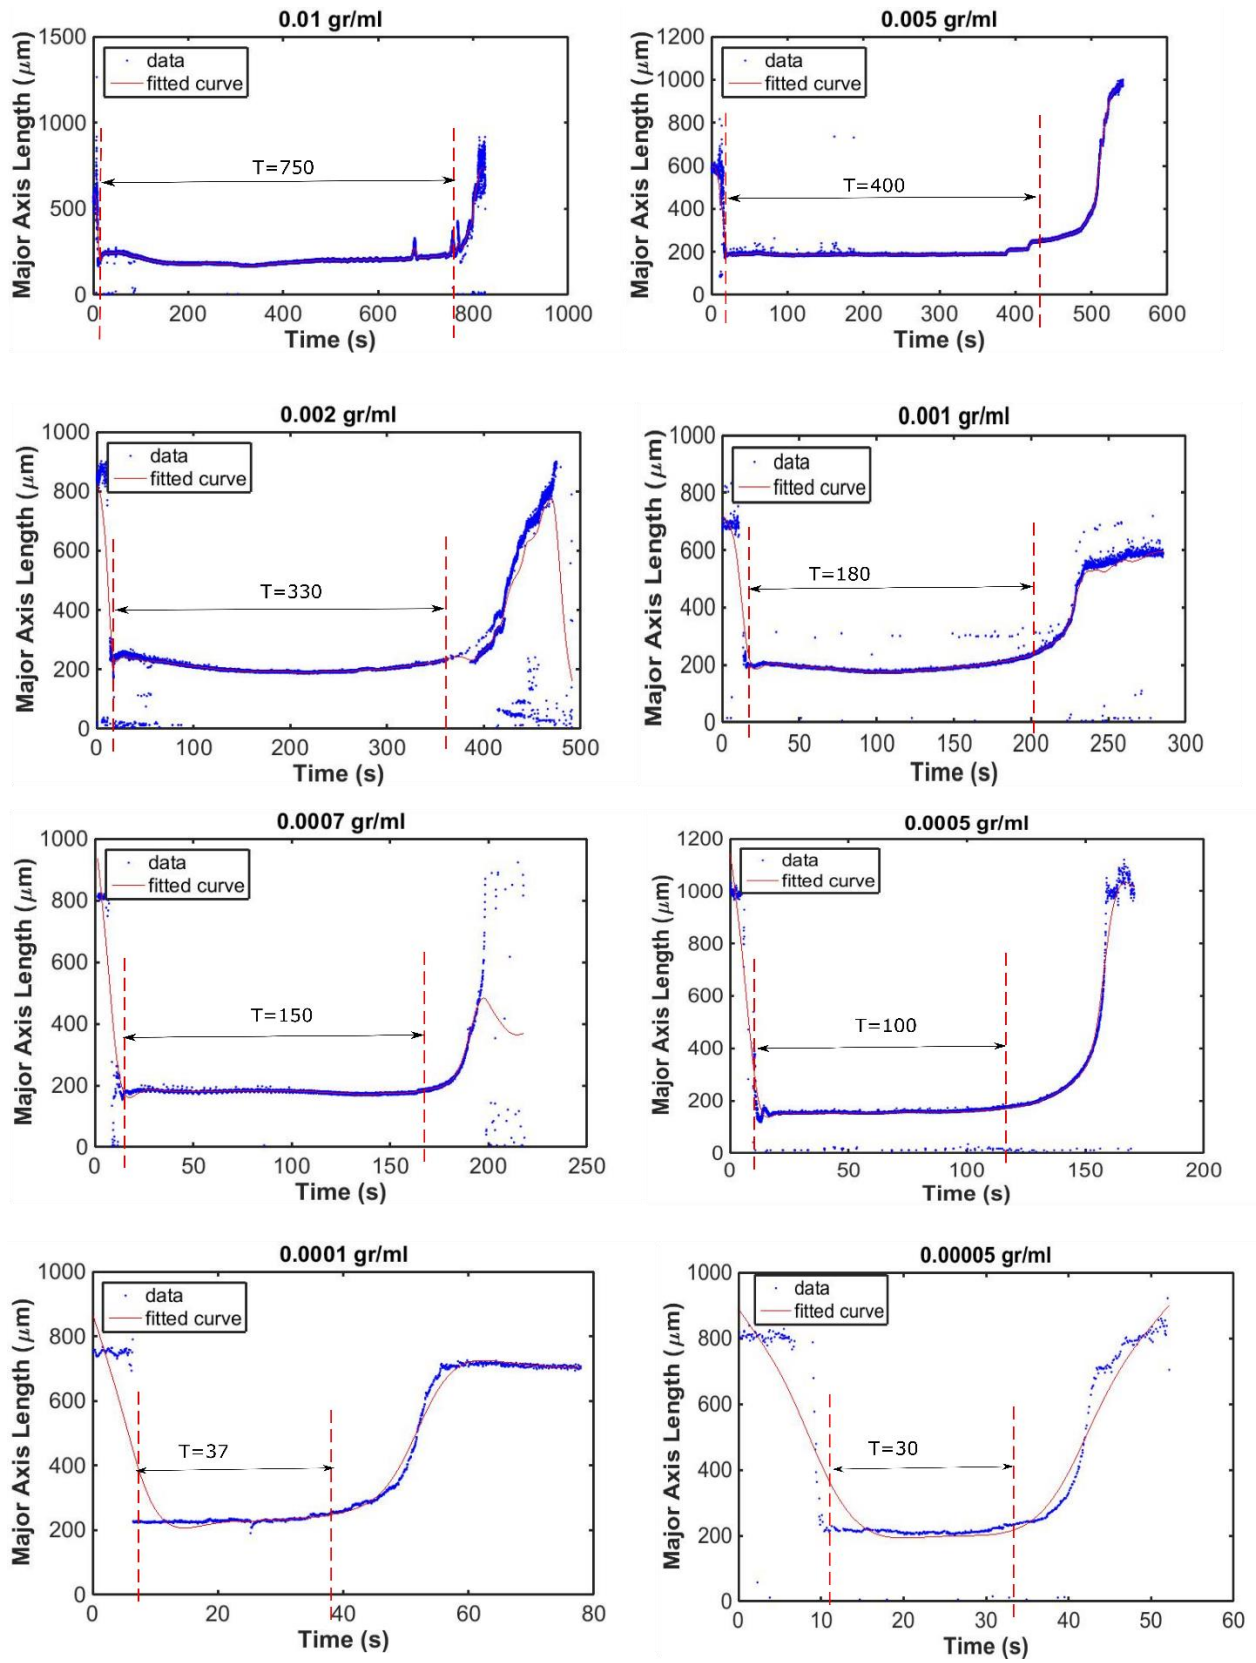 0.01 gr/ml
1500
1000
500
0
Major Axis Length (μm)
data
fitted curve
T=750
0 200 400 600 800 1000
Time (s)
0.005 gr/ml
1200
1000
800
600
400
200
0
Major Axis Length (μm)
data
fitted curve
T=400
0 100 200 300 400 500 600
Time (s)
0.002 gr/ml
1000
800
600
400
200
0
Major Axis Length (μm)
data
fitted curve
T=330
0 100 200 300 400 500
Time (s)
0.001 gr/ml
1000
800
600
400
200
0
Major Axis Length (μm)
data
fitted curve
T=180
0 50 100 150 200 250 300
Time (s)
0.0007 gr/ml
1000
800
600
400
200
0
Major Axis Length (μm)
data
fitted curve
T=150
0 50 100 150 200 250
Time (s)
0.0005 gr/ml
1200
1000
800
600
400
200
0
Major Axis Length (μm)
data
fitted curve
T=100
0 50 100 150 200
Time (s)
0.0001 gr/ml
1000
800
600
400
200
0
Major Axis Length (μm)
data
fitted curve
T=37
0 20 40 60 80
Time (s)
0.00005 gr/ml
1000
800
600
400
200
0
Major Axis Length (μm)
data
fitted curve
T=30
0 10 20 30 40 50 60
Time (s)